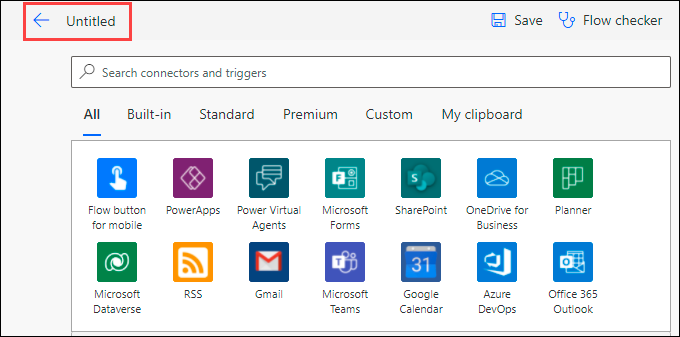 Untitled
Save
Flow checker
Search connectors and triggers
All
Built-in
Standard
Premium
Custom
My clipboard
Flow button
for mobile
PowerApps
Power Virtual
Agents
Microsoft
Forms
SharePoint
OneDrive for
Business
Planner
Microsoft
Dataverse
RSS
Gmail
Microsoft
Teams
31
Google
Calendar
Azure
DevOps
Office 365
Outlook